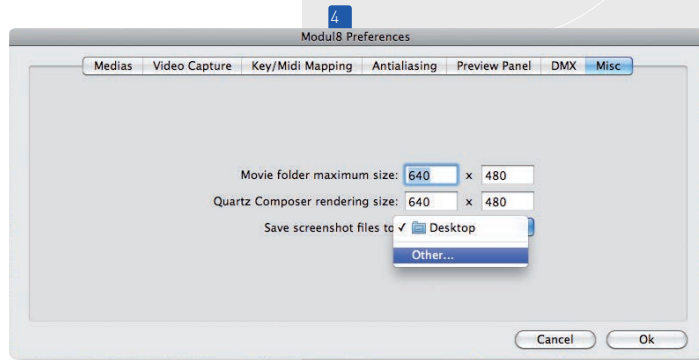 4
Modul8 Preferences
Medias Video Capture Key/Midi Mapping Antialiasing Preview Panel DMX Misc
Movie folder maximum size: 640 x 480
Quartz Composer rendering size: 640 x 480
Save screenshot files to ✓ Desktop
Other...
Cancel Ok